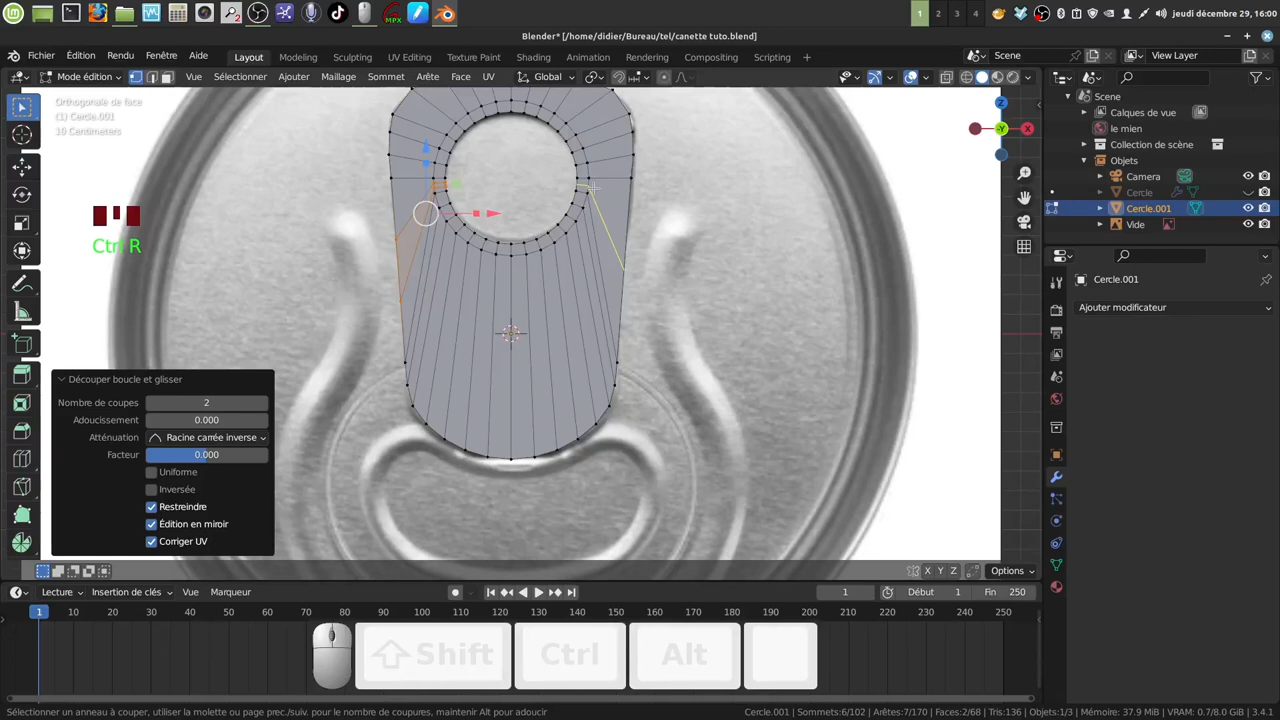 jeudi décembre 29, 16:00
1
2
3
4
MPX
Blender* [/home/didier/Bureau/tel/canette tuto.blend]
Fichier
Édition
Rendu
Fenêtre
Aide
Layout
Modeling
Sculpting
UV Editing
Texture Paint
Shading
Animation
Rendering
Compositing
Scripting
+
Scene
View Layer
Mode édition
Vue
Sélectionner
Ajouter
Maillage
Sommet
Arête
Face
UV
Global
Orthogonale de face
(1) Cercle.001
10 Centimeters
Ctrl R
Z
-Y
X
Scene
Calques de vue
le mien
Collection de scène
Objets
Caméra
Cercle
Cercle.001
Vide
Cercle.001
Ajouter modificateur
Découper boucle et glisser
Nombre de coupes 2
Adoucissement 0.000
Atténuation Racine carrée inverse
Facteur 0.000
Uniforme
Inversée
Restreindre
Édition en miroir
Corriger UV
X Y Z
Options
Lecture
Insertion de clés
Vue
Marqueur
1
Début 1
Fin 250
1 10 20 30 40 50 60 70 80 90 100 110 120 130 140 150 160 170 180 190 200 210 220 230 240 250
Shift
Ctrl
Alt
Sélectionner un anneau à couper, utiliser la molette ou page prec./suiv. pour le nombre de coupures, maintenir Alt pour adoucir
Cercle.001 | Sommets:6/102 | Arêtes:7/170 | Faces:2/68 | Tris:136 | Objets:1/3 | Mémoire: 37.9 MiB | VRAM: 0.7/8.0 GiB | 3.4.1